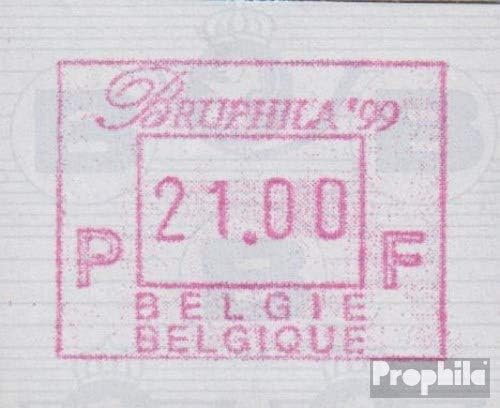 BRUPHILA '99
21.00
P F
BELGIE
BELGIQUE
Prophila